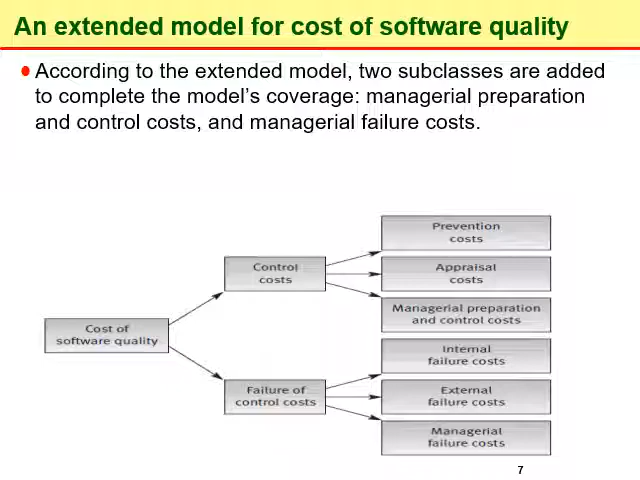 An extended model for cost of software quality
According to the extended model, two subclasses are added
to complete the model's coverage: managerial preparation
and control costs, and managerial failure costs.
Prevention
costs
Control
costs
Appraisal
costs
Managerial preparation
and control costs
Cost of
software quality
Internal
failure costs
Failure of
control costs
External
failure costs
Managerial
failure costs
7